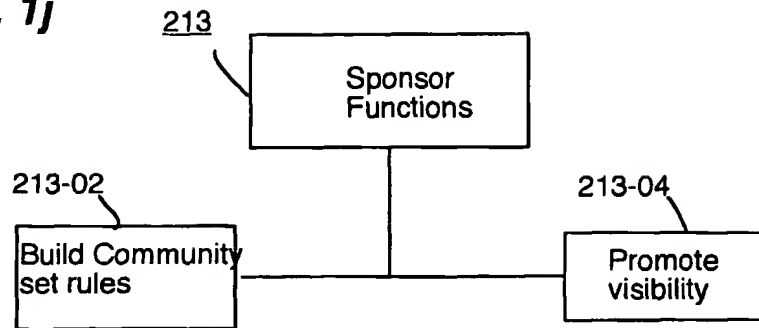 1j
213
Sponsor
Functions
213-02
213-04
Build Community
set rules
Promote
visibility